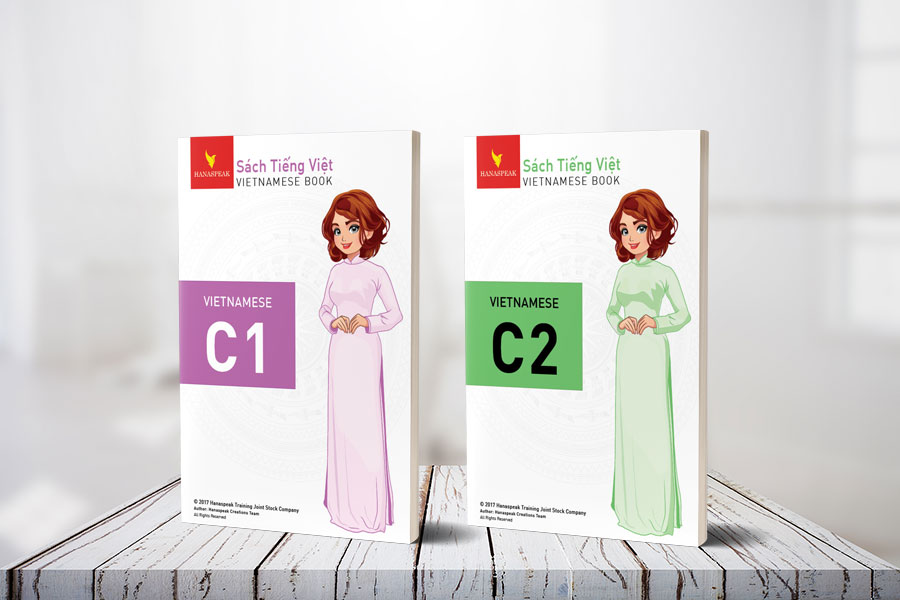 HANASPEAK
Sách Tiếng Việt
VIETNAMESE BOOK
VIETNAMESE
C1
© 2017 Hanaspeak Training Joint Stock Company
Author: Hanaspeak Creations Team
All Rights Reserved
HANASPEAK
Sách Tiếng Việt
VIETNAMESE BOOK
VIETNAMESE
C2
© 2017 Hanaspeak Training Joint Stock Company
Author: Hanaspeak Creations Team
All Rights Reserved